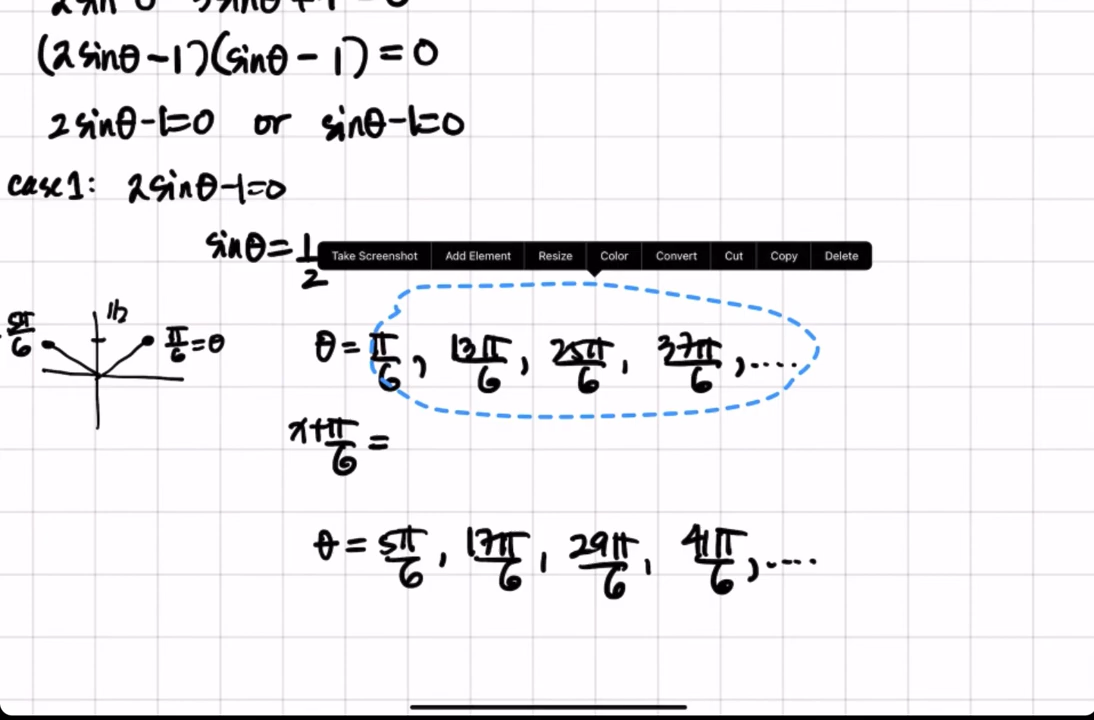 (2sinθ-1)(sinθ-1)=0
2sinθ-1=0 or sinθ-1=0
case1: 2sinθ-1=0
sinθ=1/2
Take Screenshot Add Element Resize Color Convert Cut Copy Delete
5π/6 1/2 π/6=θ
θ=π/6, 13π/6, 25π/6, 37π/6, ....
x+π/6=
θ=5π/6, 17π/6, 29π/6, 41π/6, ....